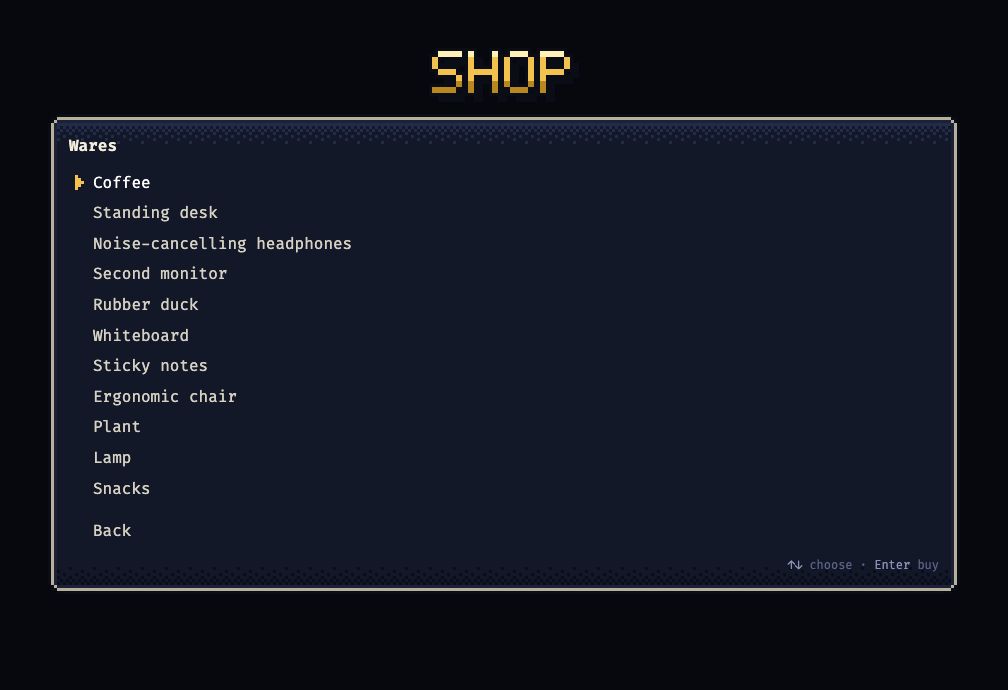 SHOP
Wares
Coffee
Standing desk
Noise-cancelling headphones
Second monitor
Rubber duck
Whiteboard
Sticky notes
Ergonomic chair
Plant
Lamp
Snacks
Back
↑↓ choose · Enter buy